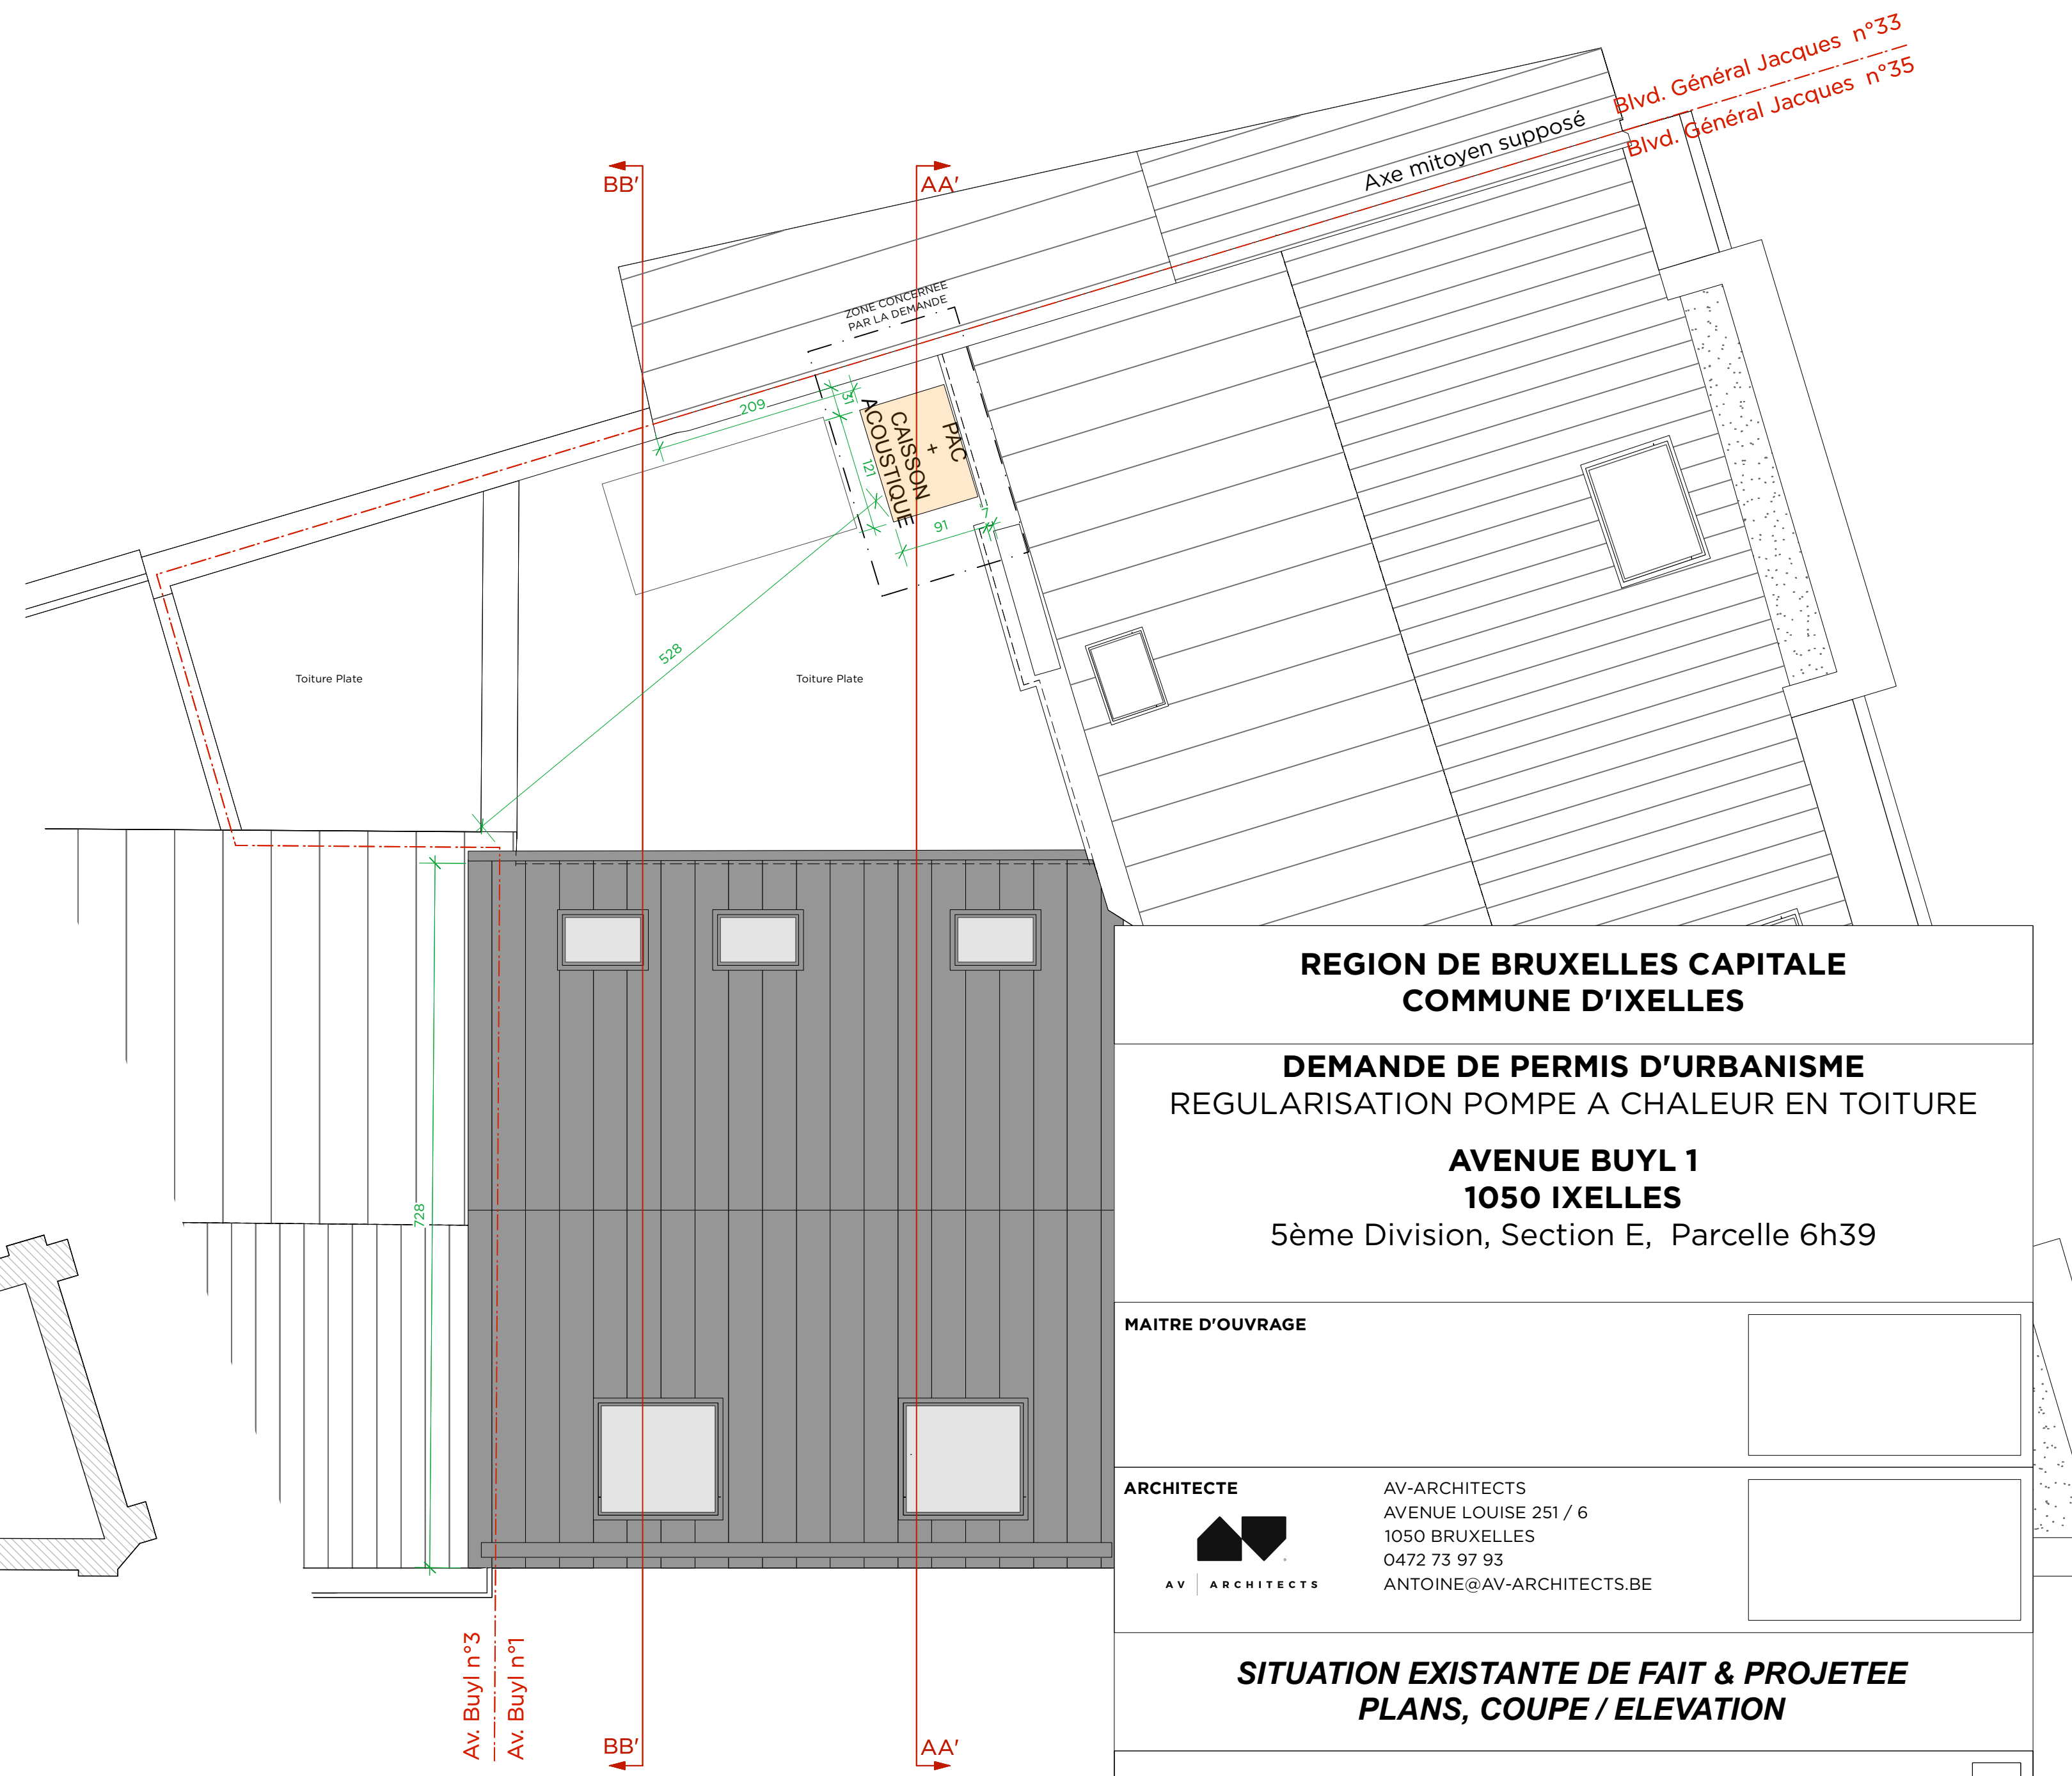 Blvd. Général Jacques n°33
Blvd. Général Jacques n°35
Axe mitoyen supposé
BB'
AA'
ZONE CONCERNEE
PAR LA DEMANDE
209
31
121
PAC
+
CAISSON
ACOUSTIQUE
91
7
528
Toiture Plate
Toiture Plate
728
REGION DE BRUXELLES CAPITALE
COMMUNE D'IXELLES
DEMANDE DE PERMIS D'URBANISME
REGULARISATION POMPE A CHALEUR EN TOITURE
AVENUE BUYL 1
1050 IXELLES
5ème Division, Section E, Parcelle 6h39
MAITRE D'OUVRAGE
ARCHITECTE
AV-ARCHITECTS
AVENUE LOUISE 251 / 6
1050 BRUXELLES
0472 73 97 93
ANTOINE@AV-ARCHITECTS.BE
AV ARCHITECTS
SITUATION EXISTANTE DE FAIT & PROJETEE
PLANS, COUPE / ELEVATION
Av. Buyl n°3
Av. Buyl n°1
BB'
AA'